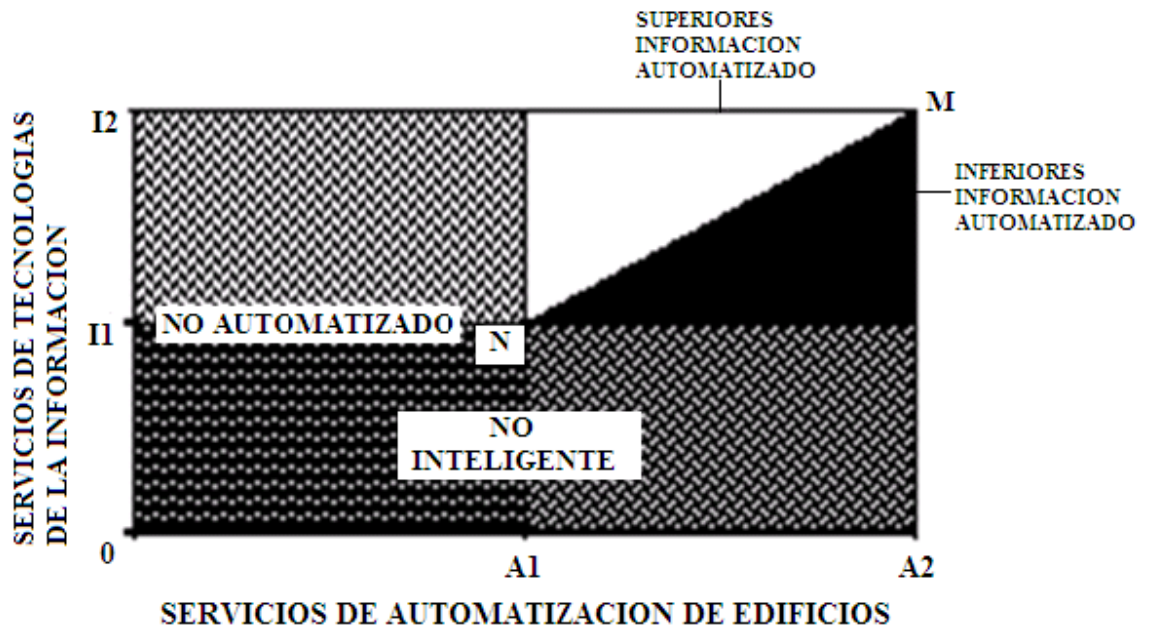 SUPERIORES
INFORMACION
AUTOMATIZADO
I2
M
INFERIORES
INFORMACION
AUTOMATIZADO
SERVICIOS DE TECNOLOGIAS
DE LA INFORMACION
I1
NO AUTOMATIZADO
N
NO
INTELIGENTE
0
A1
A2
SERVICIOS DE AUTOMATIZACION DE EDIFICIOS